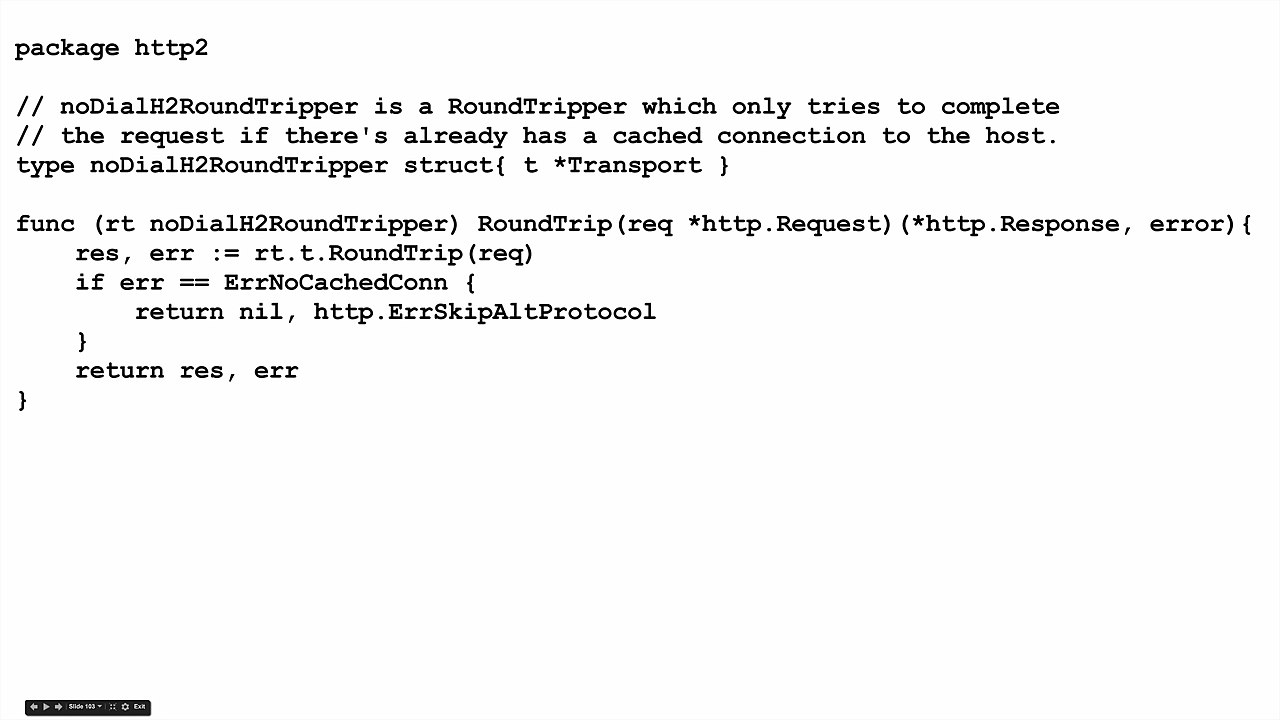 package http2
// noDialH2RoundTripper is a RoundTripper which only tries to complete
// the request if there's already has a cached connection to the host.
type noDialH2RoundTripper struct{ t *Transport }
func (rt noDialH2RoundTripper) RoundTrip(req *http.Request)(*http.Response, error){
    res, err := rt.t.RoundTrip(req)
    if err == ErrNoCachedConn {
        return nil, http.ErrSkipAltProtocol
    }
    return res, err
}
Slide 103 Exit